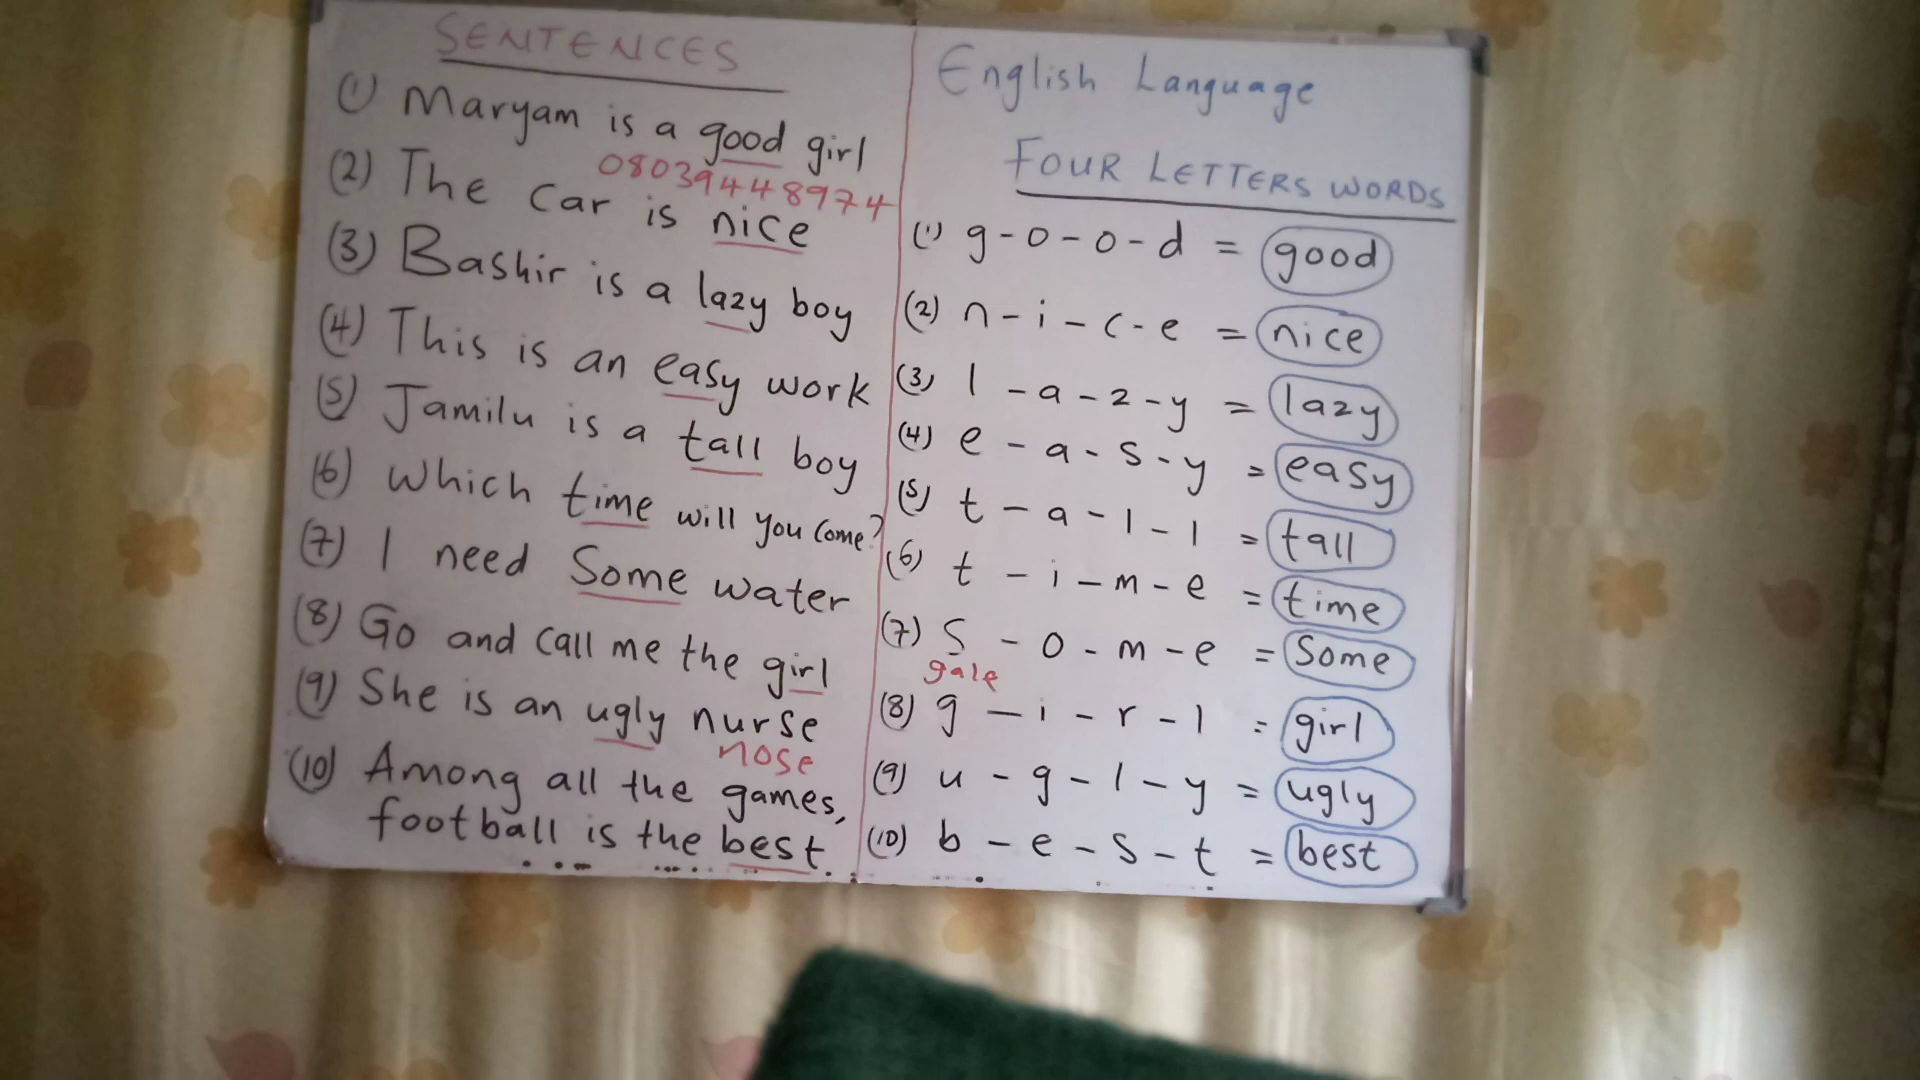 SENTENCES
(1) Maryam is a good girl
08039448974
(2) The car is nice
(3) Bashir is a lazy boy
(4) This is an easy work
(5) Jamilu is a tall boy
(6) Which time will you come?
(7) I need Some water
(8) Go and call me the girl
(9) She is an ugly nurse
nose
(10) Among all the games,
football is the best
English Language
FOUR LETTERS WORDS
(1) g-o-o-d = good
(2) n-i-c-e = nice
(3) l-a-z-y = lazy
(4) e-a-s-y = easy
(5) t-a-l-l = tall
(6) t-i-m-e = time
(7) S-o-m-e = Some
gale
(8) g-i-r-l = girl
(9) u-g-l-y = ugly
(10) b-e-s-t = best